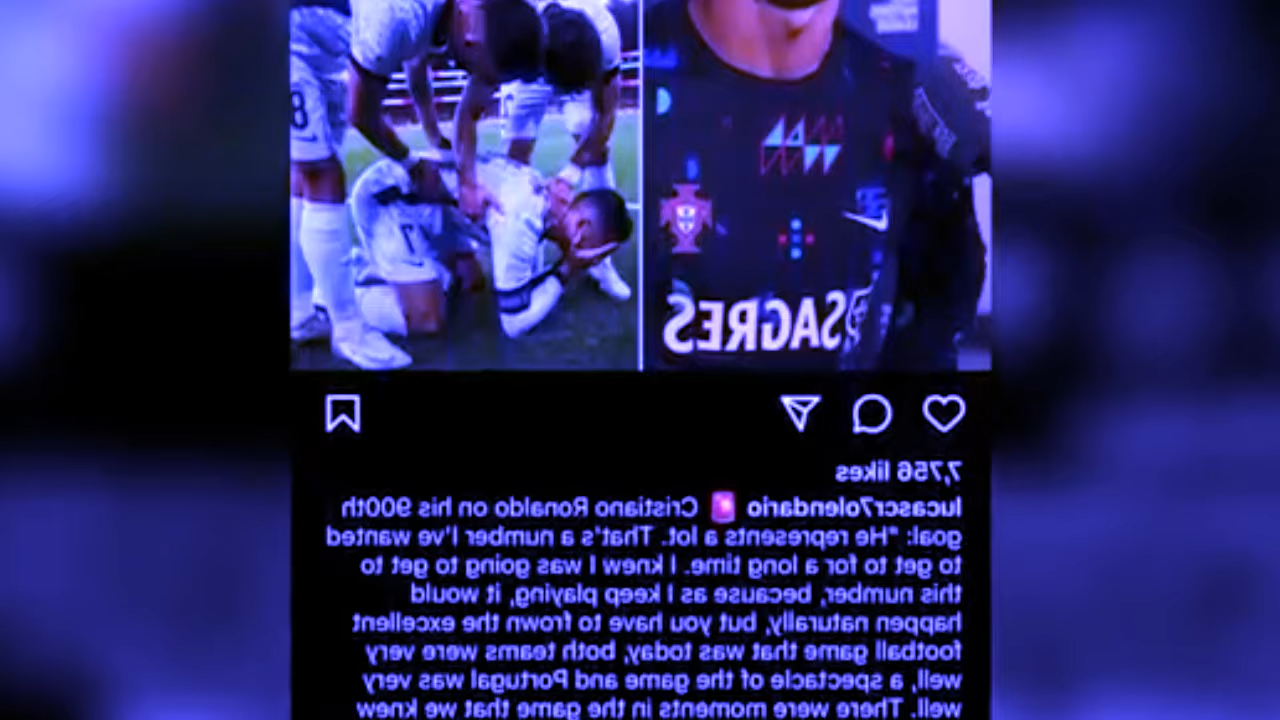 8
7
SAGRES
7,756 likes
lucascr7olendario 🚨 Cristiano Ronaldo on his 900th
goal: "He represents a lot. That's a number I've wanted
to get to for a long time. I knew I was going to get to
this number, because as I keep playing, it would
happen naturally, but you have to frown the excellent
football game that was today, both teams were very
well, a spectacle of the game and Portugal was very
well. There were moments in the game that we knew